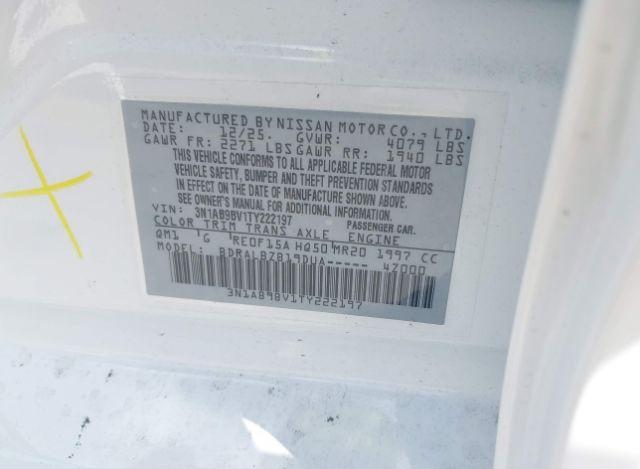 MANUFACTURED BY NISSAN MOTOR CO., LTD.
DATE: 12/25. GVWR: 4079 LBS
GAWR FR: 2271 LBS GAWR RR: 1940 LBS
THIS VEHICLE CONFORMS TO ALL APPLICABLE FEDERAL MOTOR
VEHICLE SAFETY, BUMPER AND THEFT PREVENTION STANDARDS
IN EFFECT ON THE DATE OF MANUFACTURE SHOWN ABOVE.
SEE OWNER'S MANUAL FOR ADDITIONAL INFORMATION
VIN: 3N1AB9BV1TY222197 PASSENGER CAR.
COLOR TRIM TRANS AXLE ENGINE
QM1 G RE0F15A HQ50 MR20 1997 CC
MODEL: BDRALBZB19DUA----- 4Z000
3N1AB9BV1TY222197